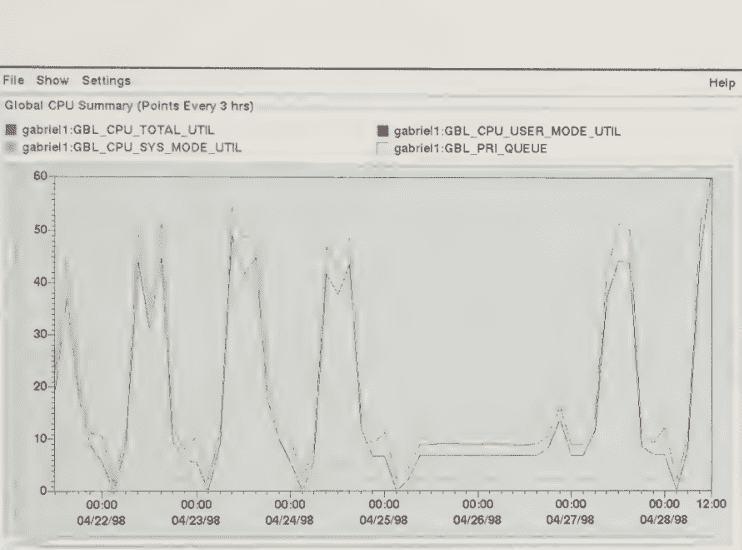 File Show Settings Help
Global CPU Summary (Points Every 3 hrs)
gabriel1:GBL_CPU_TOTAL_UTIL gabriel1:GBL_CPU_USER_MODE_UTIL
gabriel1:GBL_CPU_SYS_MODE_UTIL gabriel1:GBL_PRI_QUEUE
60
50
40
30
20
10
0
00:00 00:00 00:00 00:00 00:00 00:00 00:00 12:00
04/22/98 04/23/98 04/24/98 04/25/98 04/26/98 04/27/98 04/28/98